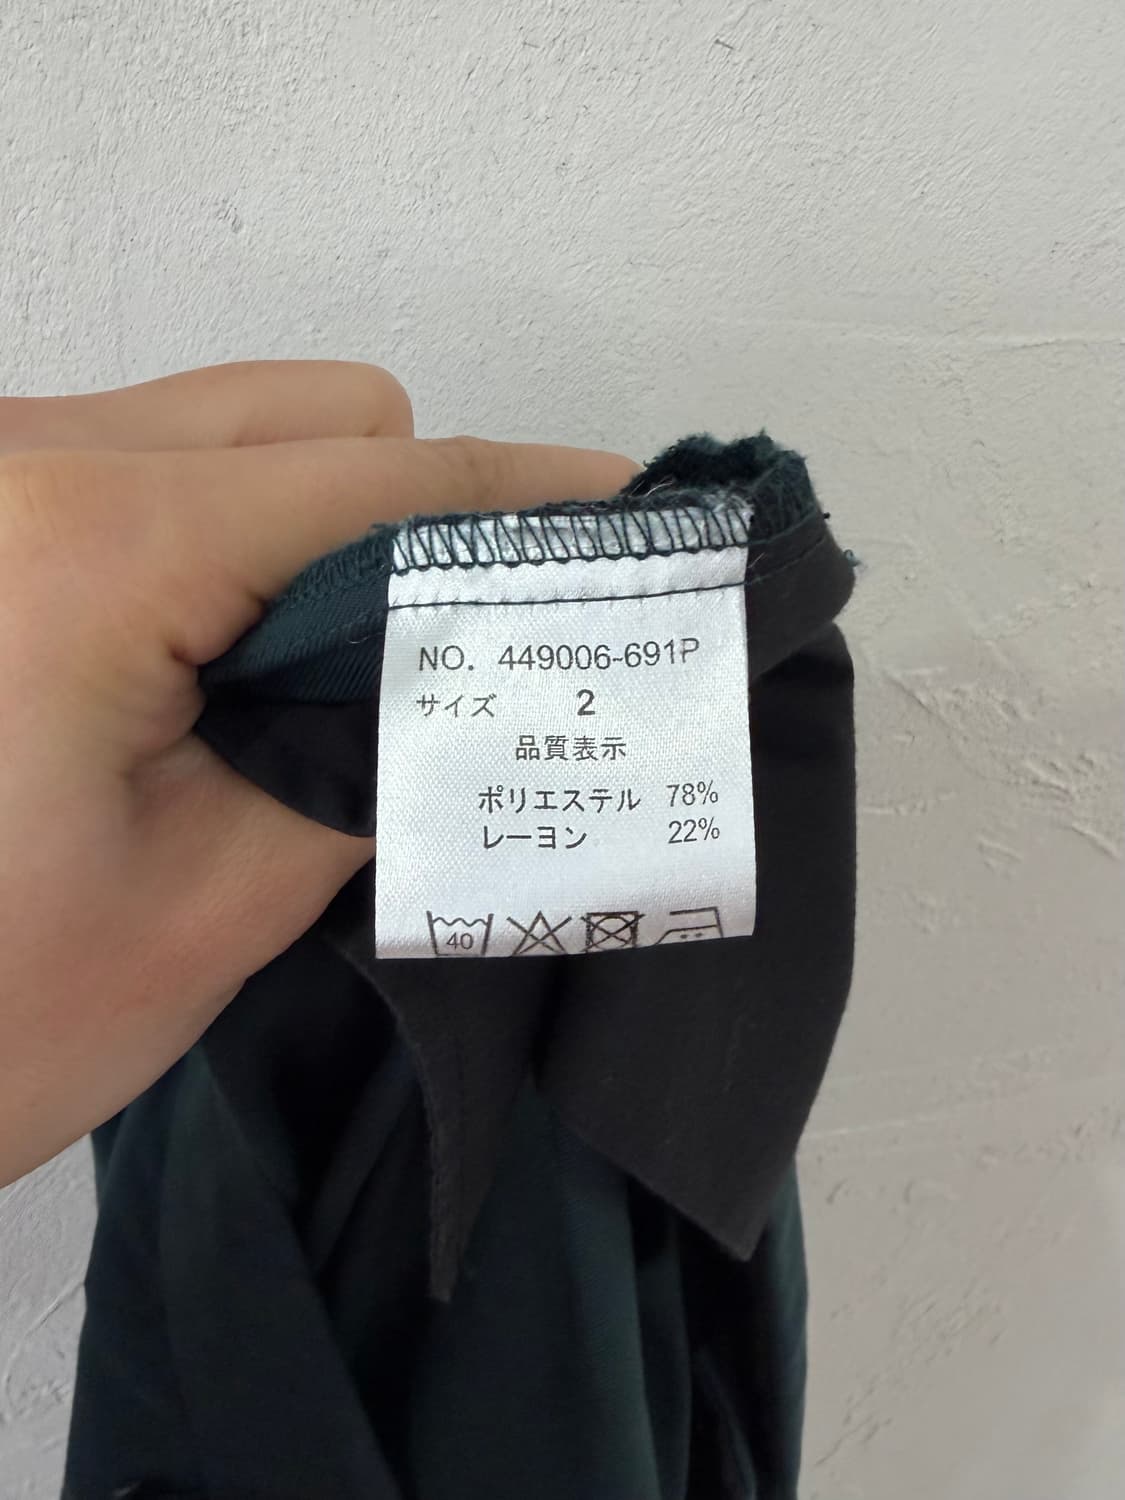 NO. 449006-691P
サイズ 2
品質表示
ポリエステル 78%
レーヨン 22%
40